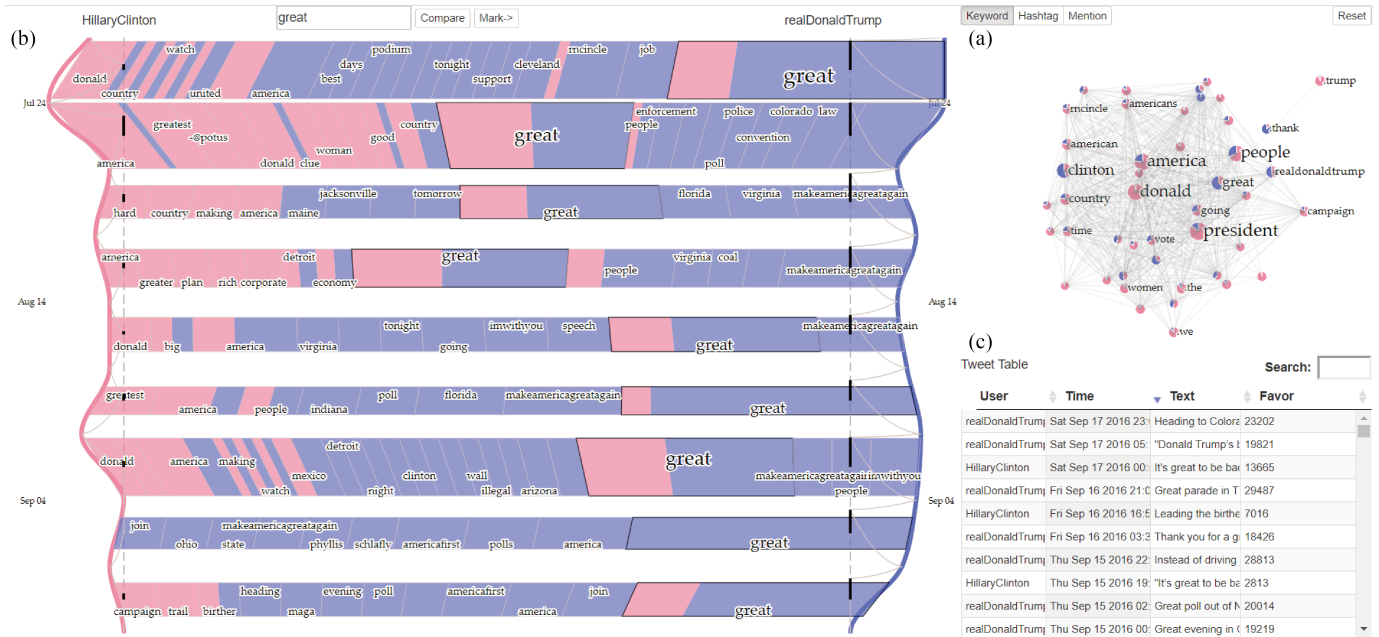 HillaryClinton
great
Compare
Mark->
realDonaldTrump
(b)
watch podium rncincle job
days tonight cleveland great
donald best support
country united america
Jul 24 Jul 24
enforcement police colorado law
greatest country people
-@potus good great convention
woman
america donald clue poll
jacksonville tomorrow florida virginia makeamericagreatagain
hard country making america maine great
america detroit great virginia coal
people makeamericagreatagain
greater plan rich corporate economy
Aug 14 Aug 14
tonight imwithyou speech makeamericagreatagain
donald big america virginia going great
greatest poll florida makeamericagreatagain
america people indiana great
detroit
donald america making clinton wall great
mexico makeamericagreatagain imwithyou
watch night illegal arizona people
Sep 04 Sep 04
join makeamericagreatagain
ohio state phyllis schlafly americafirst polls america great
heading evening poll americafirst join
campaign trail birther maga america great
Keyword Hashtag Mention Reset
(a)
trump
rncincle americans
thank
american people
america
clinton realdonaldtrump
donald great
country going campaign
time president
vote
women the
we
(c)
Tweet Table Search:
User Time Text Favor
realDonaldTrump Sat Sep 17 2016 23: Heading to Colora 23202
realDonaldTrump Sat Sep 17 2016 05: "Donald Trump's b 19821
HillaryClinton Sat Sep 17 2016 00: It's great to be bac 13665
realDonaldTrump Fri Sep 16 2016 21:0 Great parade in T 29487
HillaryClinton Fri Sep 16 2016 16:5 Leading the birthe 7016
realDonaldTrump Fri Sep 16 2016 03:3 Thank you for a g 18426
realDonaldTrump Thu Sep 15 2016 22: Instead of driving 28813
HillaryClinton Thu Sep 15 2016 19: "It's great to be ba 2813
realDonaldTrump Thu Sep 15 2016 02: Great poll out of N 20014
realDonaldTrump Thu Sep 15 2016 00: Great evening in 19219